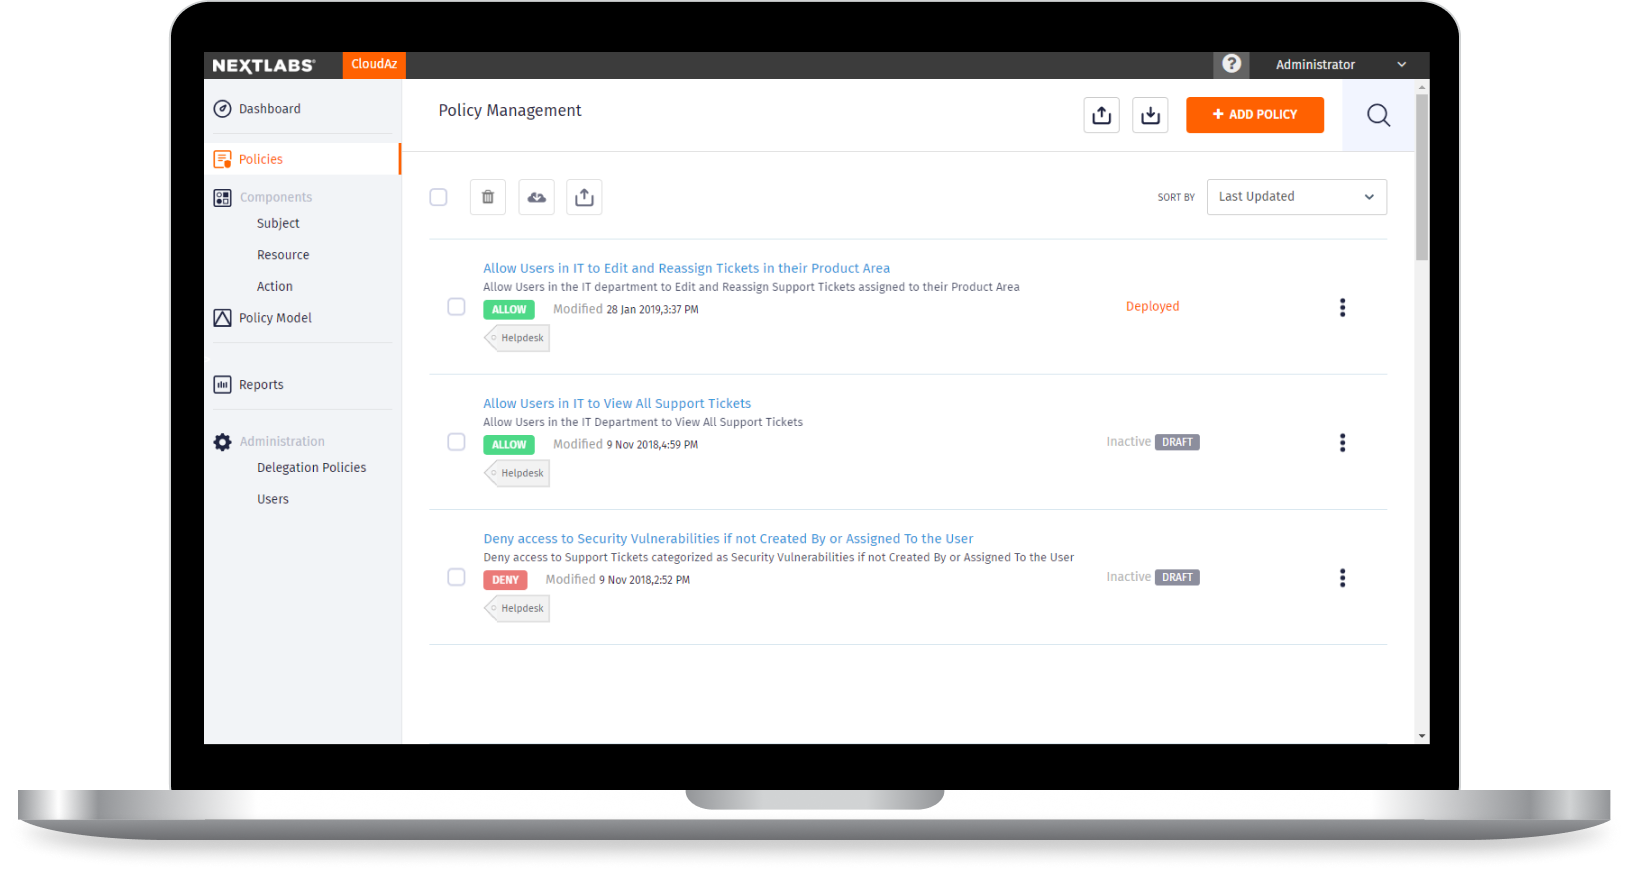 NEXTLABS CloudAz ? Administrator
Dashboard
Policies
Components
Subject
Resource
Action
Policy Model
Reports
Administration
Delegation Policies
Users
Policy Management
+ ADD POLICY
SORT BY Last Updated
Allow Users in IT to Edit and Reassign Tickets in their Product Area
Allow Users in the IT department to Edit and Reassign Support Tickets assigned to their Product Area
ALLOW Modified 28 Jan 2019,3:37 PM
Helpdesk
Deployed
Allow Users in IT to View All Support Tickets
Allow Users in the IT Department to View All Support Tickets
ALLOW Modified 9 Nov 2018,4:59 PM
Helpdesk
Inactive DRAFT
Deny access to Security Vulnerabilities if not Created By or Assigned To the User
Deny access to Support Tickets categorized as Security Vulnerabilities if not Created By or Assigned To the User
DENY Modified 9 Nov 2018,2:52 PM
Helpdesk
Inactive DRAFT